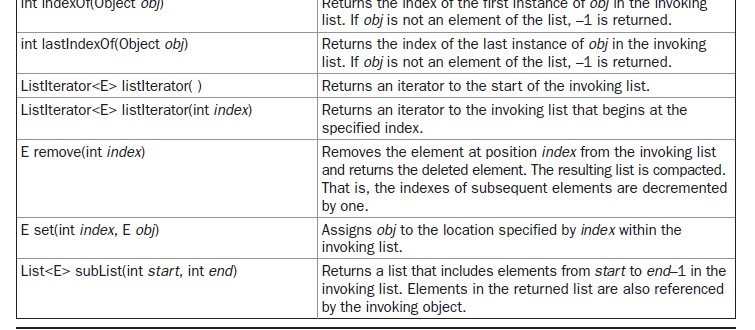 int indexOf(Object obj)
Returns the index of the first instance of obj in the invoking
list. If obj is not an element of the list, –1 is returned.
int lastIndexOf(Object obj)
Returns the index of the last instance of obj in the invoking
list. If obj is not an element of the list, –1 is returned.
ListIterator<E> listIterator( )
Returns an iterator to the start of the invoking list.
ListIterator<E> listIterator(int index)
Returns an iterator to the invoking list that begins at the
specified index.
E remove(int index)
Removes the element at position index from the invoking list
and returns the deleted element. The resulting list is compacted.
That is, the indexes of subsequent elements are decremented
by one.
E set(int index, E obj)
Assigns obj to the location specified by index within the
invoking list.
List<E> subList(int start, int end)
Returns a list that includes elements from start to end–1 in the
invoking list. Elements in the returned list are also referenced
by the invoking object.